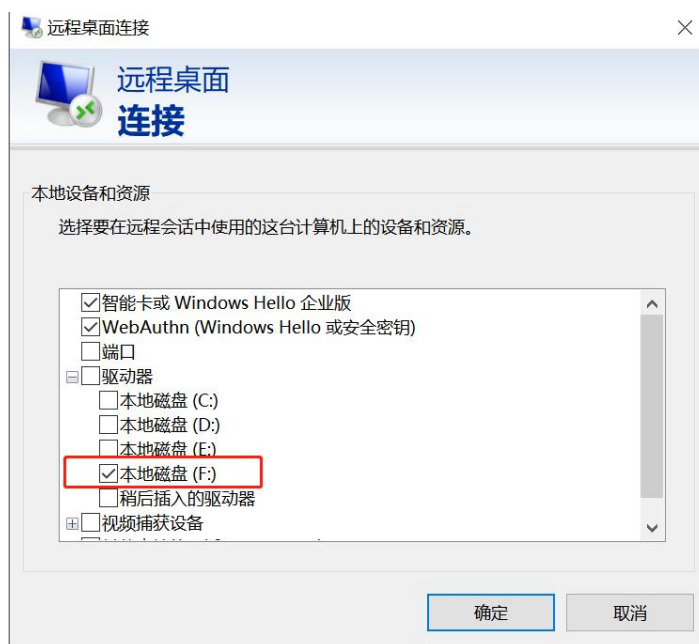 远程桌面连接
远程桌面
连接
本地设备和资源
选择要在远程会话中使用的这台计算机上的设备和资源。
智能卡或 Windows Hello 企业版
WebAuthn (Windows Hello 或安全密钥)
端口
驱动器
本地磁盘 (C:)
本地磁盘 (D:)
本地磁盘 (E:)
本地磁盘 (F:)
稍后插入的驱动器
视频捕获设备
确定
取消